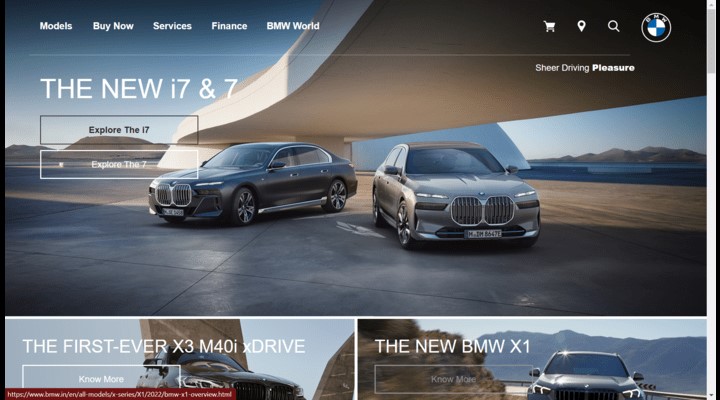 Models Buy Now Services Finance BMW World
BMW
Sheer Driving Pleasure
THE NEW i7 & 7
Explore The i7
Explore The 7
THE FIRST-EVER X3 M40i xDRIVE
Know More
THE NEW BMW X1
Know More
https://www.bmw.in/en/all-models/x-series/X1/2022/bmw-x1-overview.html